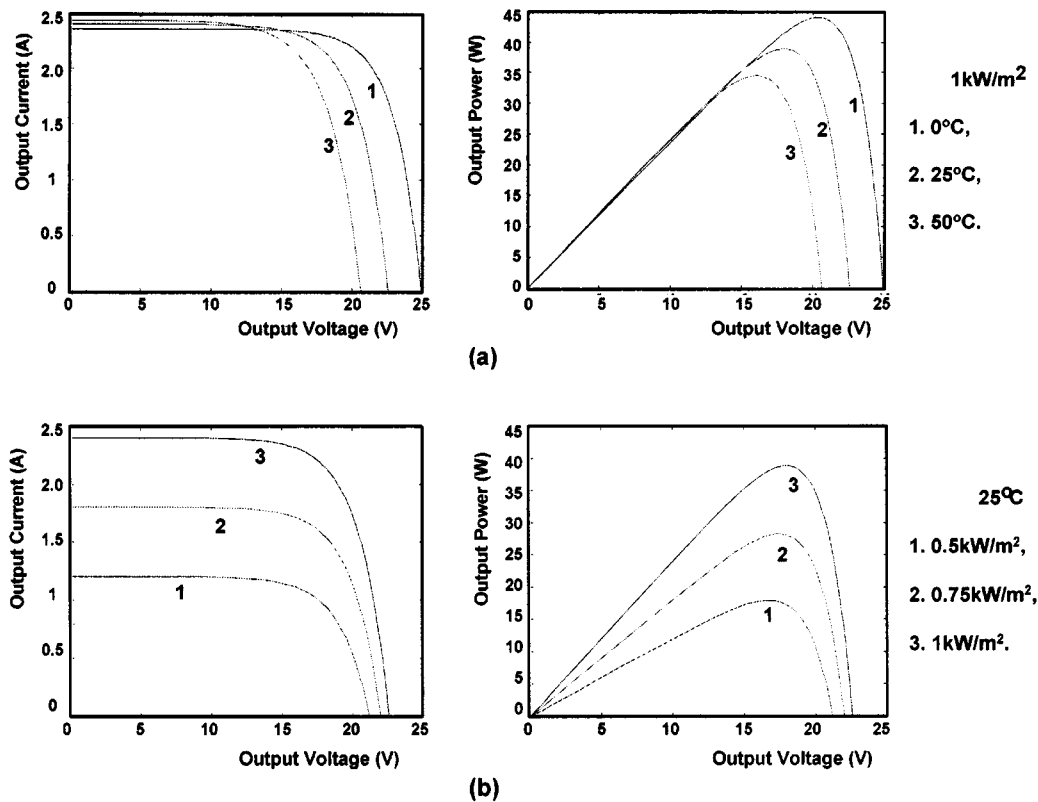 Output Current (A)
2.5
2
1.5
1
0.5
0
1
2
3
0 5 10 15 20 25
Output Voltage (V)
Output Power (W)
45
40
35
30
25
20
15
10
5
0
1
2
3
0 5 10 15 20 25
Output Voltage (V)
1kW/m²
1. 0°C,
2. 25°C,
3. 50°C.
(a)
Output Current (A)
2.5
2.0
1.5
1
0.5
0
3
2
1
0 5 10 15 20 25
Output Voltage (V)
Output Power (W)
45
40
35
30
25
20
15
10
5
0
3
2
1
0 5 10 15 20 25
Output Voltage (V)
25°C
1. 0.5kW/m²,
2. 0.75kW/m²,
3. 1kW/m².
(b)